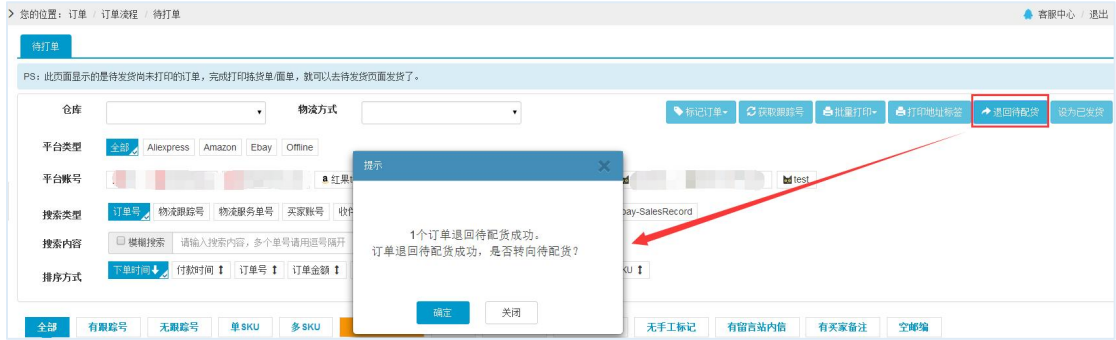 您的位置：订单 / 订单流程 / 待打单
客服中心 / 退出
待打单
PS：此页面显示的是待发货尚未打印的订单，完成打印拣货单/面单，就可以去待发货页面发货了。
仓库 物流方式 标记订单 获取跟踪号 批量打印 打印地址标签 退回待配货 设为已发货
平台类型 全部 Aliexpress Amazon Ebay Offline
平台账号 红果 test
搜索类型 订单号 物流跟踪号 物流服务单号 买家账号 收件 bay-SalesRecord
搜索内容 模糊搜索 请输入搜索内容，多个单号请用逗号隔开
排序方式 下单时间 付款时间 订单号 订单金额 KU
提示
1个订单退回待配货成功。
订单退回待配货成功，是否转向待配货？
确定 关闭
全部 有跟踪号 无跟踪号 单SKU 多SKU 无手工标记 有留言站内信 有买家备注 空邮编